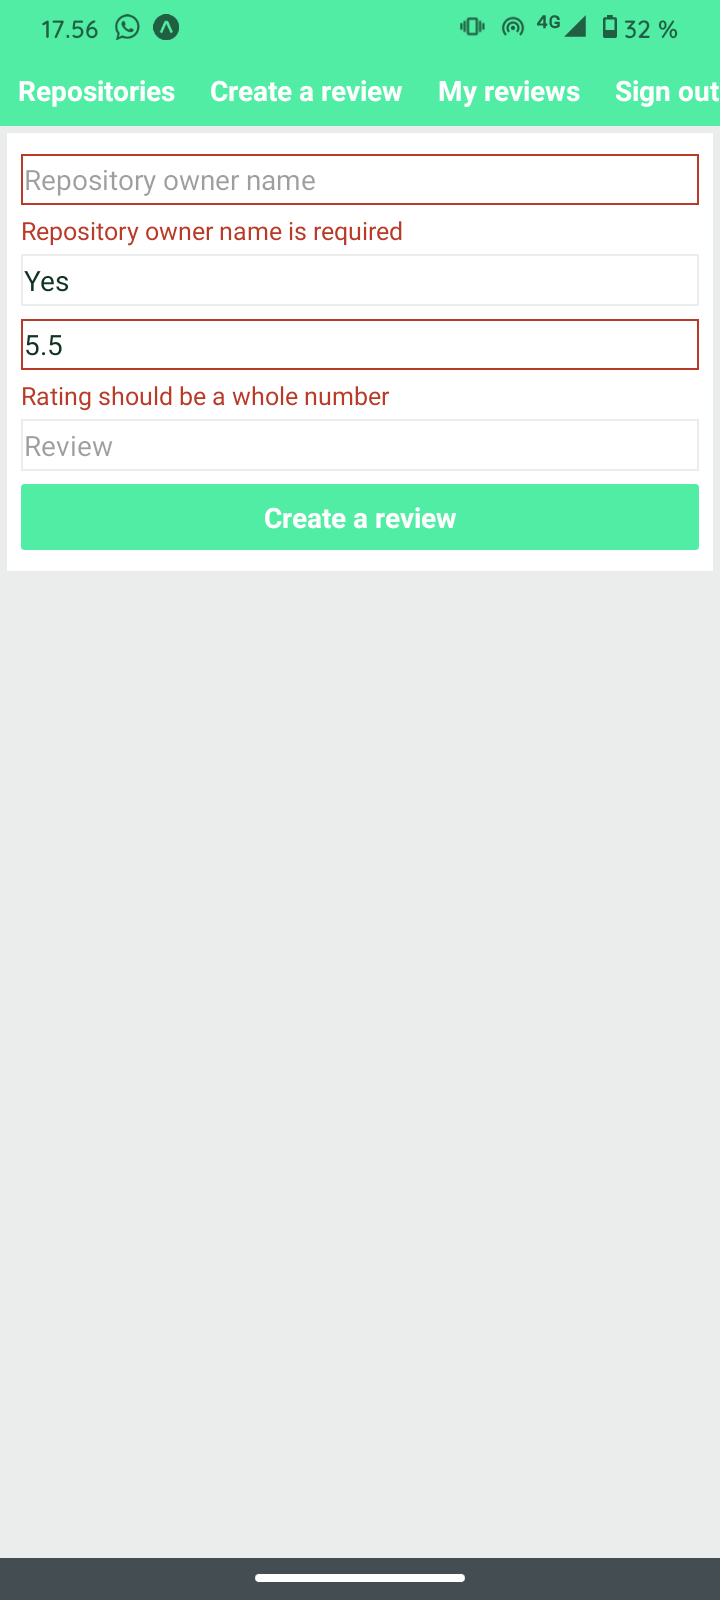 17.56 4G 32 %
Repositories Create a review My reviews Sign out
Repository owner name
Repository owner name is required
Yes
5.5
Rating should be a whole number
Review
Create a review